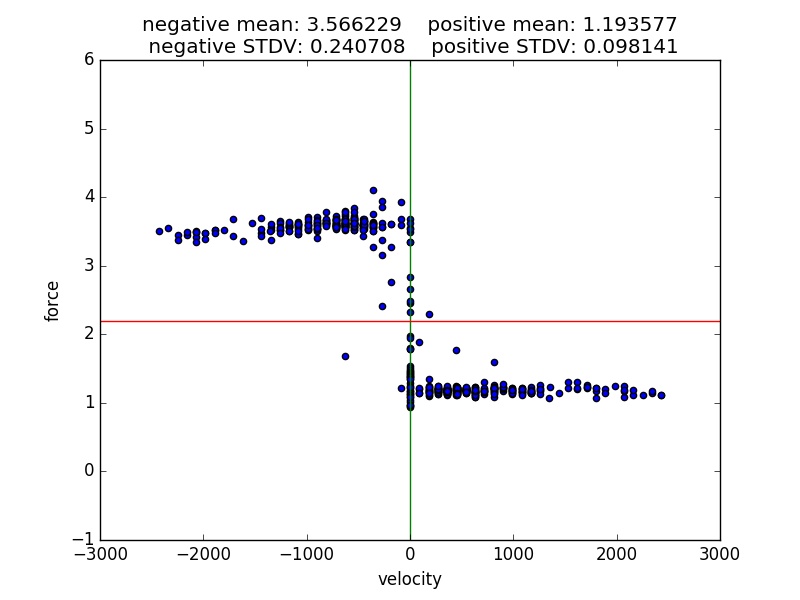 negative mean: 3.566229    positive mean: 1.193577
negative STDV: 0.240708    positive STDV: 0.098141
6
5
4
3
2
1
0
−1
force
−3000 −2000 −1000 0 1000 2000 3000
velocity